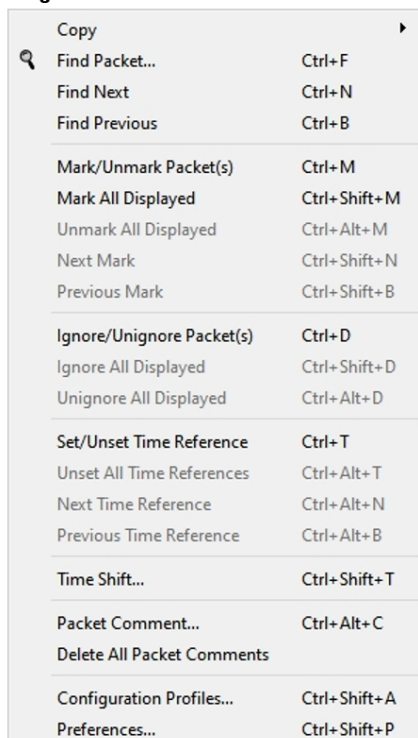 Copy
Find Packet... Ctrl+F
Find Next Ctrl+N
Find Previous Ctrl+B
Mark/Unmark Packet(s) Ctrl+M
Mark All Displayed Ctrl+Shift+M
Unmark All Displayed Ctrl+Alt+M
Next Mark Ctrl+Shift+N
Previous Mark Ctrl+Shift+B
Ignore/Unignore Packet(s) Ctrl+D
Ignore All Displayed Ctrl+Shift+D
Unignore All Displayed Ctrl+Alt+D
Set/Unset Time Reference Ctrl+T
Unset All Time References Ctrl+Alt+T
Next Time Reference Ctrl+Alt+N
Previous Time Reference Ctrl+Alt+B
Time Shift... Ctrl+Shift+T
Packet Comment... Ctrl+Alt+C
Delete All Packet Comments
Configuration Profiles... Ctrl+Shift+A
Preferences... Ctrl+Shift+P